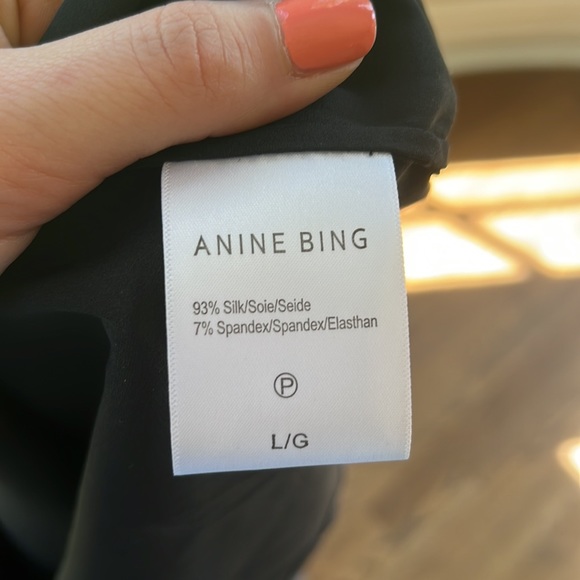 ANINE BING
93% Silk/Soie/Seide
7% Spandex/Spandex/Elasthan
P
L/G